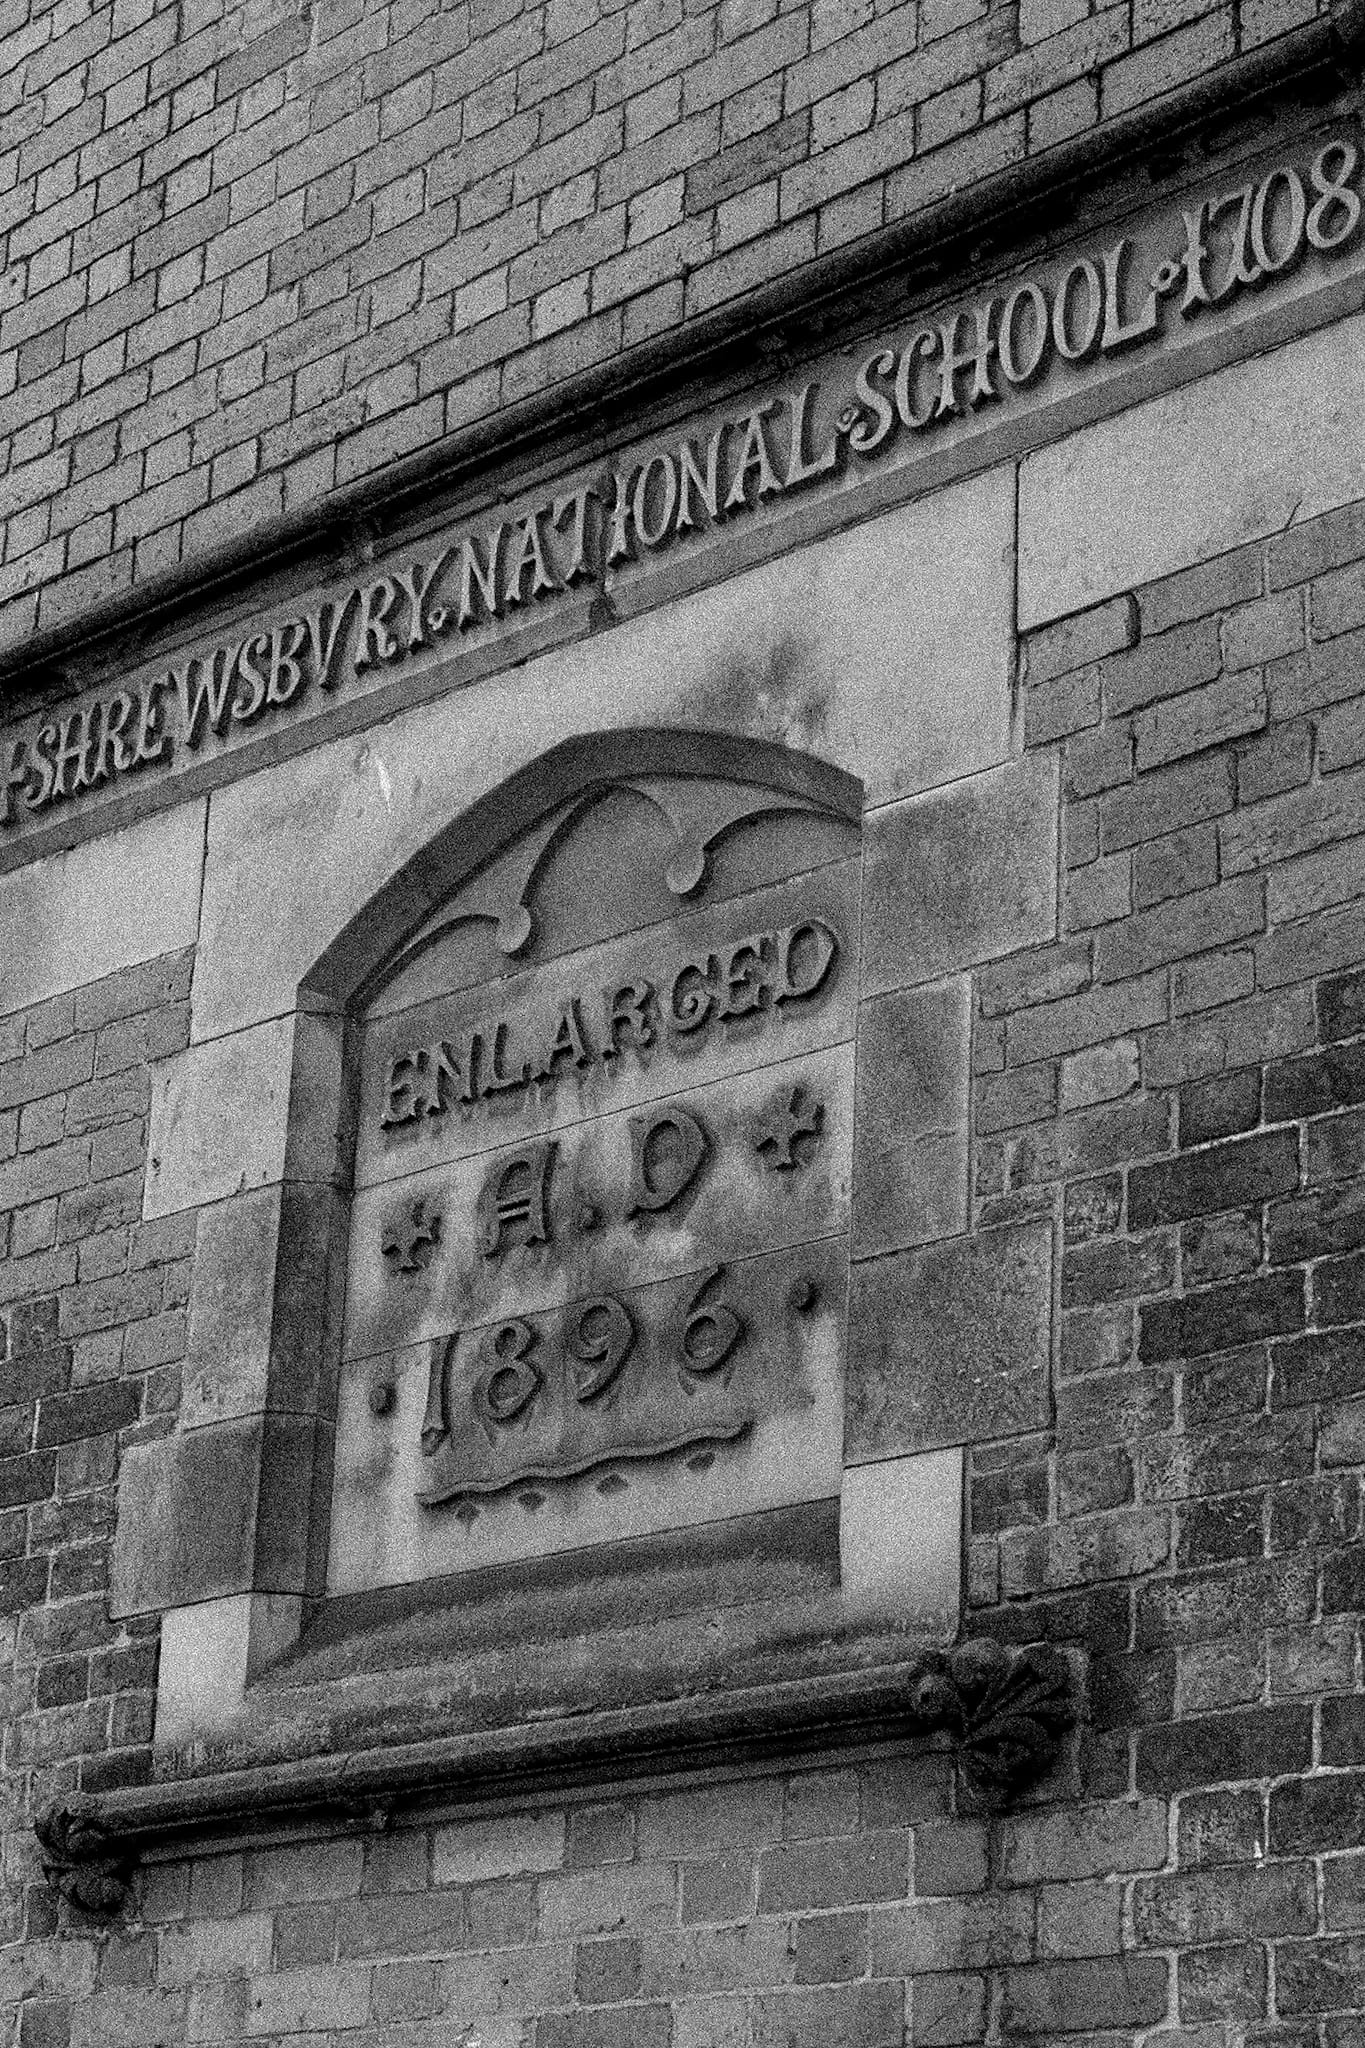 F·SHREWSBVRY·NATIONAL·SCHOOL·1708
ENLARGED
A.D
1896